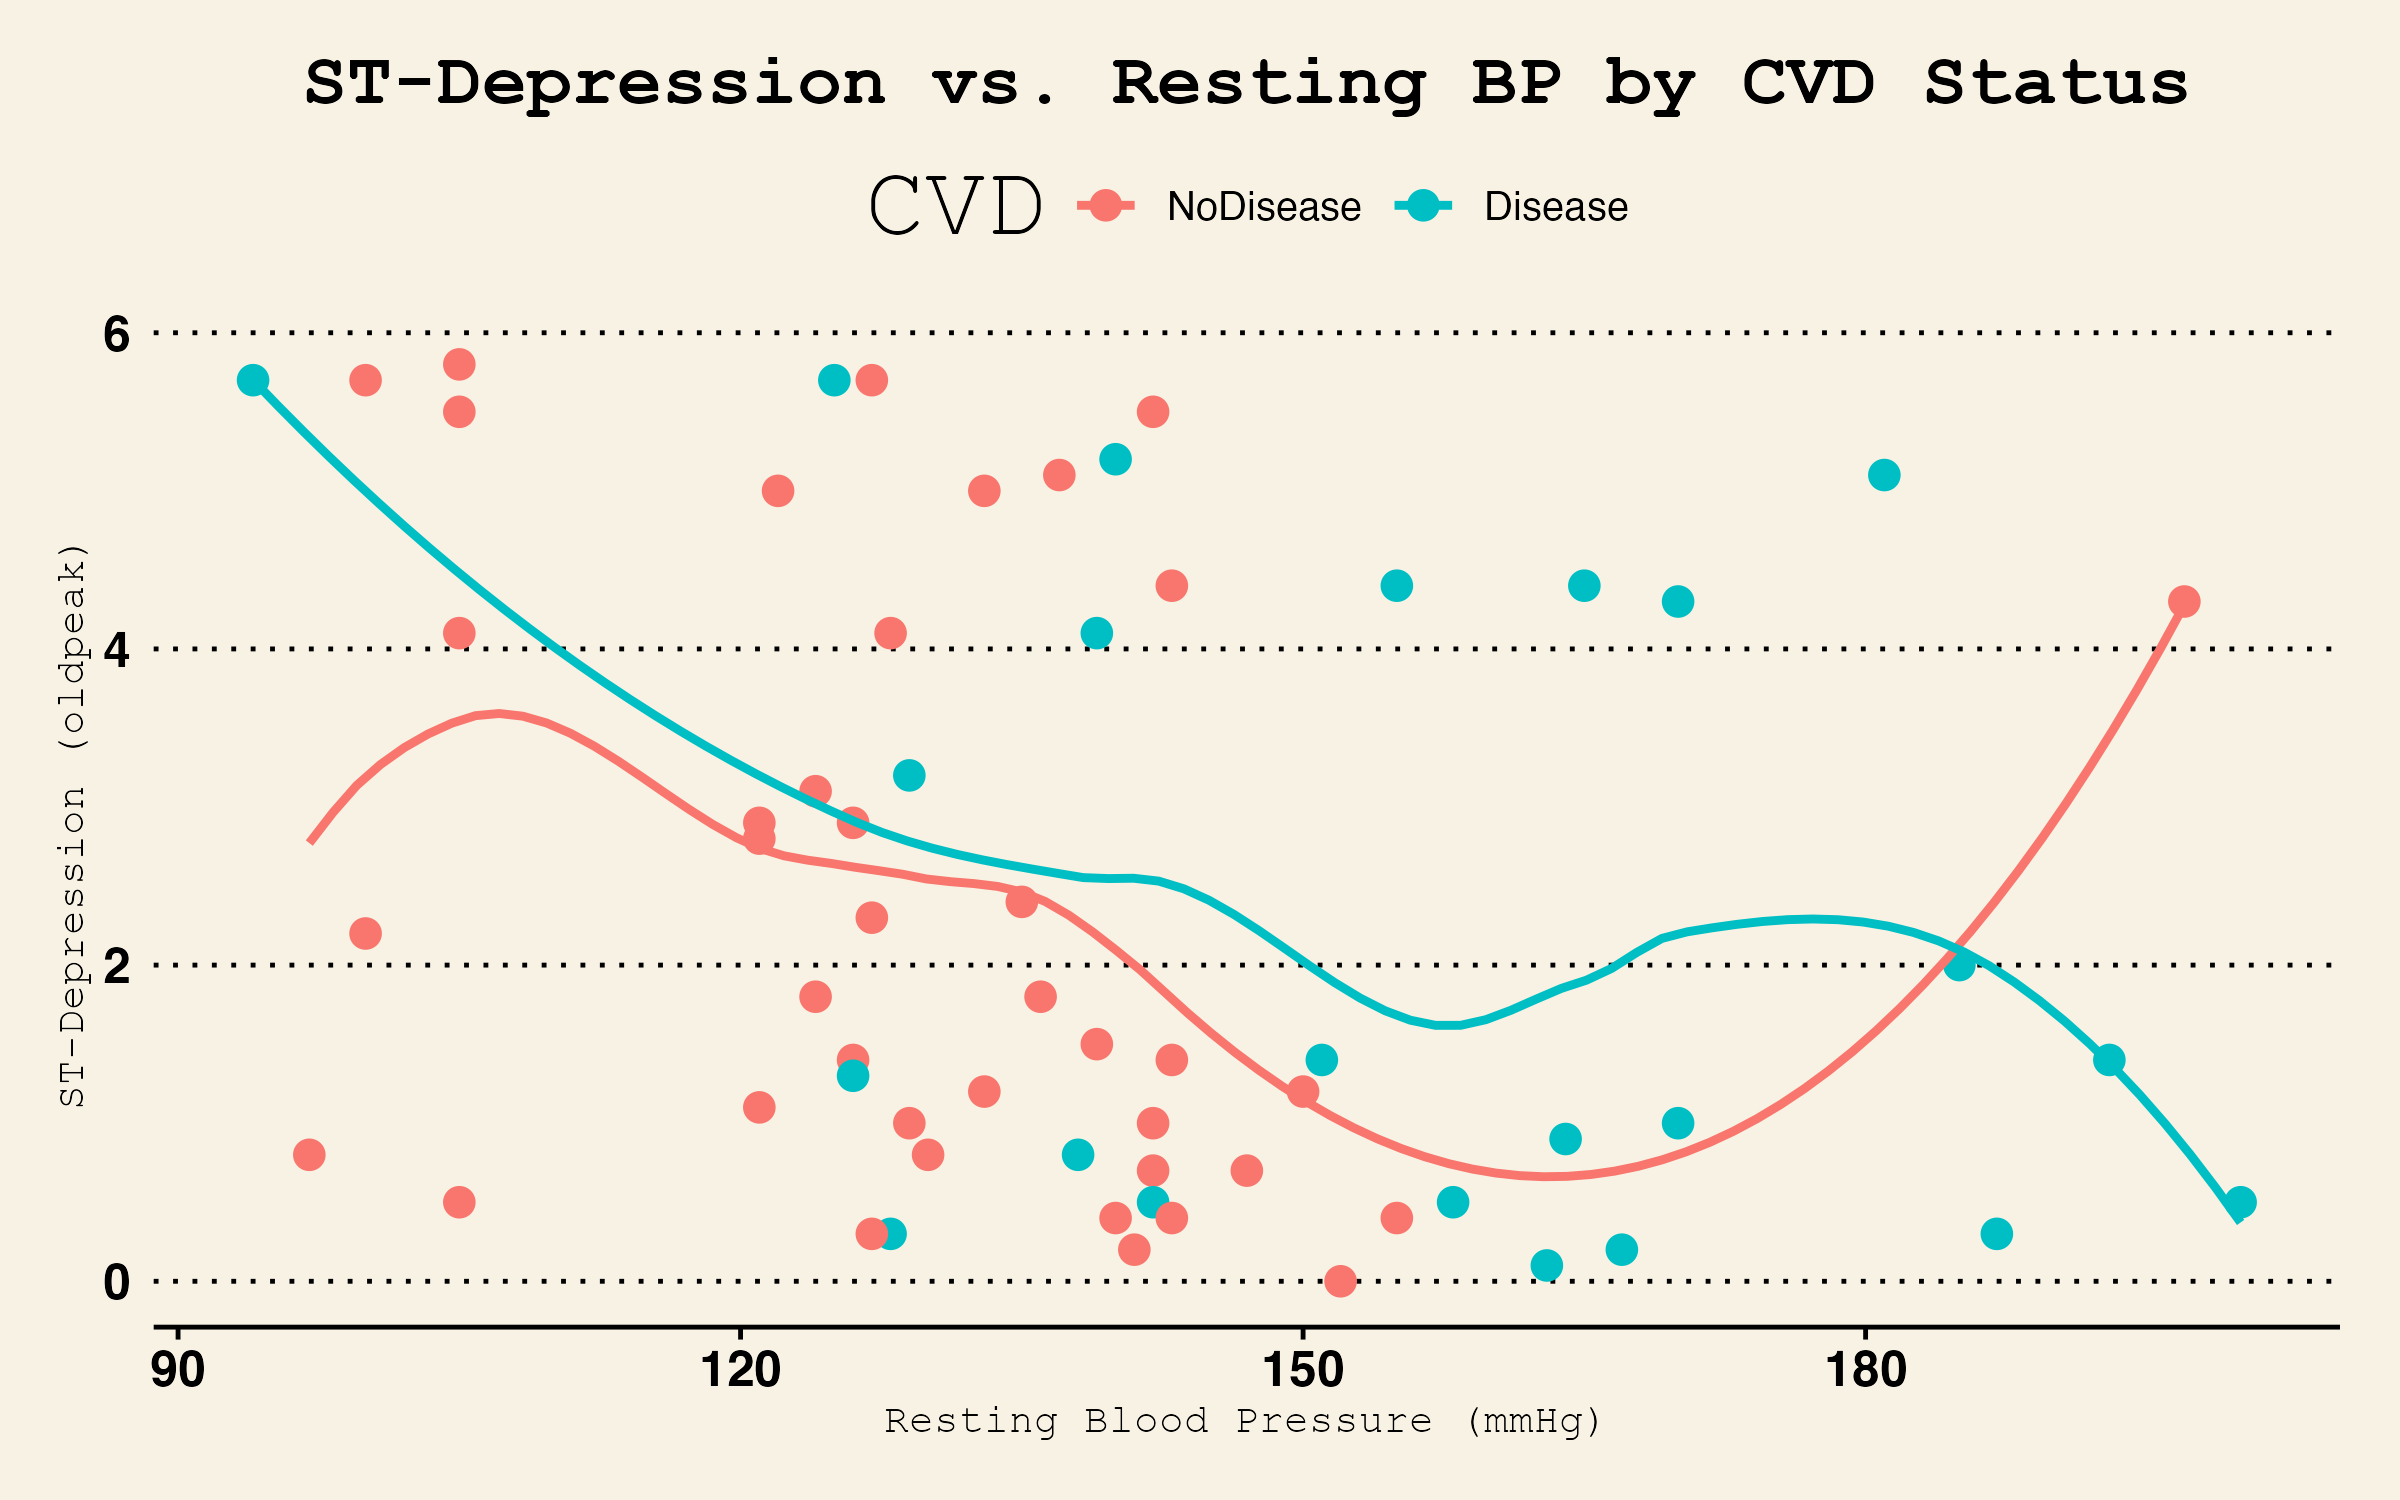 ST-Depression vs. Resting BP by CVD Status
CVD NoDisease Disease
ST-Depression (oldpeak)
6
4
2
0
90 120 150 180
Resting Blood Pressure (mmHg)